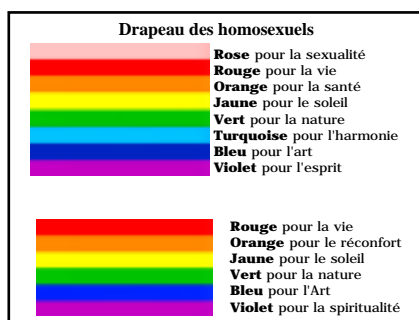 Drapeau des homosexuels
Rose pour la sexualité
Rouge pour la vie
Orange pour la santé
Jaune pour le soleil
Vert pour la nature
Turquoise pour l'harmonie
Bleu pour l'art
Violet pour l'esprit
Rouge pour la vie
Orange pour le réconfort
Jaune pour le soleil
Vert pour la nature
Bleu pour l'Art
Violet pour la spiritualité